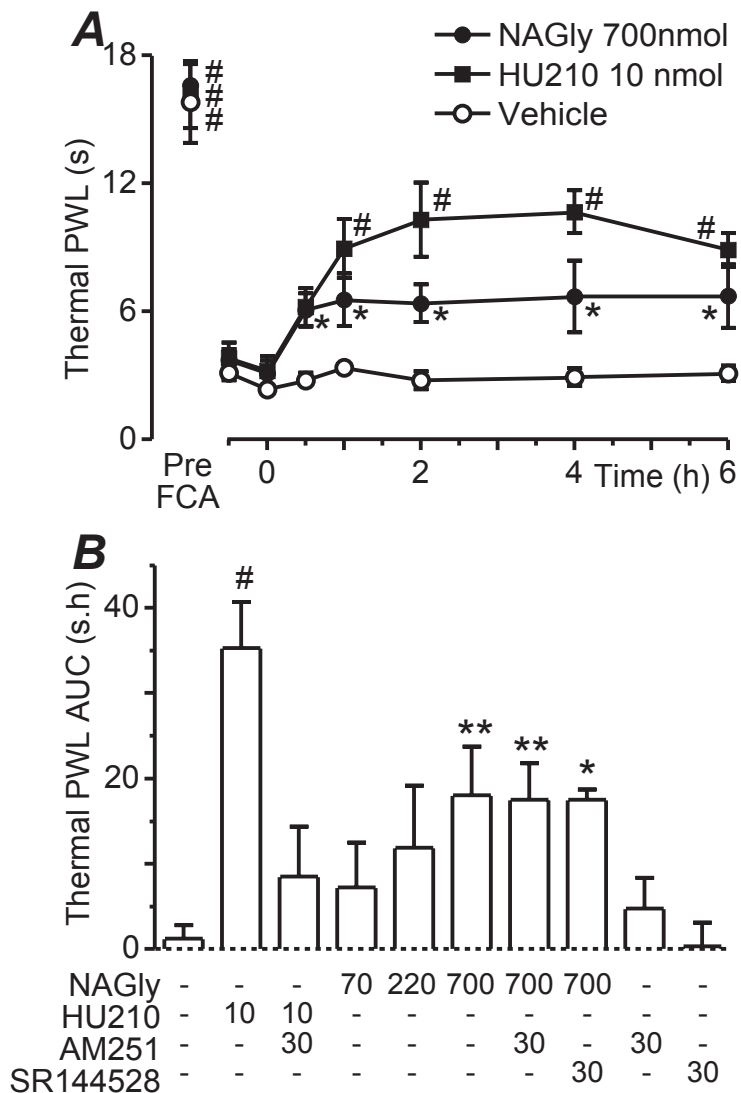 A
18
NAGly 700nmol
HU210 10 nmol
Vehicle
#
#
#
12
Thermal PWL (s)
# # # #
6
* * * * *
0
Pre FCA
0 2 4 Time (h) 6
B
Thermal PWL AUC (s.h)
40
#
20
** ** *
0
NAGly - - - 70 220 700 700 700 - -
HU210 - 10 10 - - - - - - -
AM251 - - 30 - - - 30 - 30 -
SR144528 - - - - - - - 30 - 30